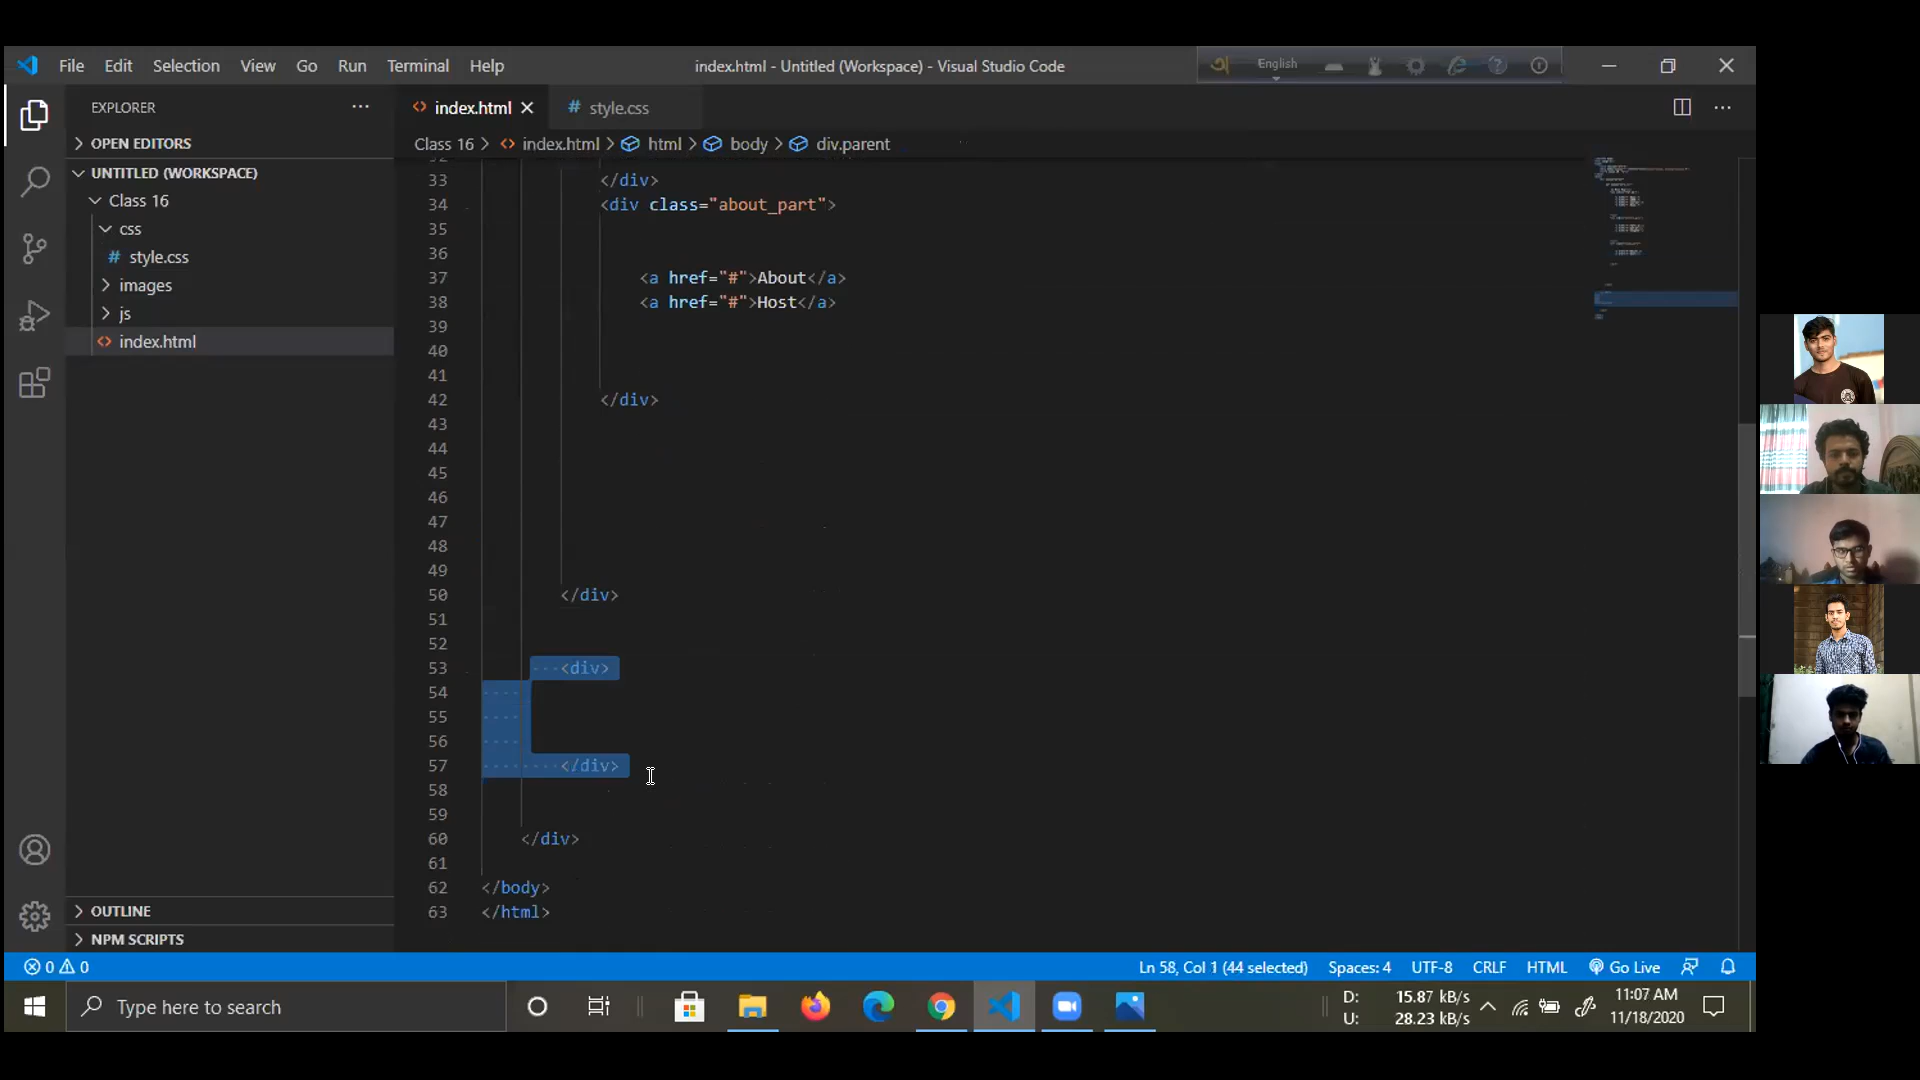 File Edit Selection View Go Run Terminal Help
index.html - Untitled (Workspace) - Visual Studio Code
English
EXPLORER
index.html
style.css
OPEN EDITORS
Class 16 > index.html > html > body > div.parent
UNTITLED (WORKSPACE)
Class 16
css
style.css
images
js
index.html
33 </div>
34 <div class="about_part">
35
36
37 <a href="#">About</a>
38 <a href="#">Host</a>
39
40
41
42 </div>
43
44
45
46
47
48
49
50 </div>
51
52
53 <div>
54
55
56
57 </div>
58
59
60 </div>
61
62 </body>
63 </html>
OUTLINE
NPM SCRIPTS
0 0
Ln 58, Col 1 (44 selected) Spaces: 4 UTF-8 CRLF HTML Go Live
Type here to search
D: 15.87 kB/s
U: 28.23 kB/s
11:07 AM
11/18/2020